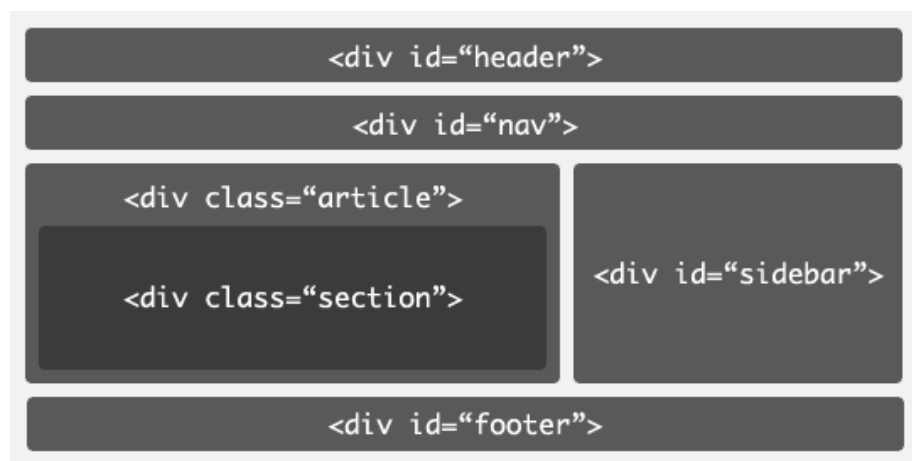 <div id=“header”>
<div id=“nav”>
<div class=“article”>
<div class=“section”>
<div id=“sidebar”>
<div id=“footer”>